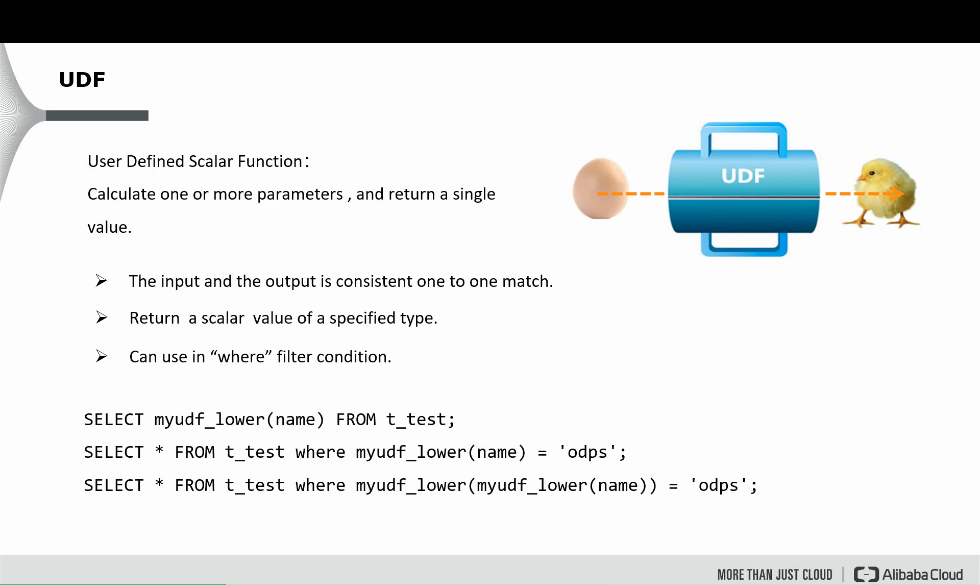 UDF
User Defined Scalar Function：
Calculate one or more parameters , and return a single
value.
UDF
➢ The input and the output is consistent one to one match.
➢ Return a scalar value of a specified type.
➢ Can use in “where” filter condition.
SELECT myudf_lower(name) FROM t_test;
SELECT * FROM t_test where myudf_lower(name) = 'odps';
SELECT * FROM t_test where myudf_lower(myudf_lower(name)) = 'odps';
MORE THAN JUST CLOUD | Alibaba Cloud